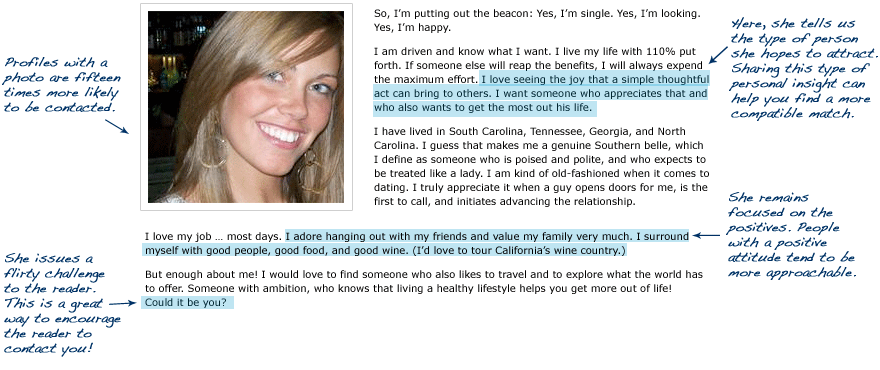 Profiles with a
photo are fifteen
times more likely
to be contacted.
So, I’m putting out the beacon: Yes, I’m single. Yes, I’m looking.
Yes, I’m happy.
I am driven and know what I want. I live my life with 110% put
forth. If someone else will reap the benefits, I will always expend
the maximum effort. I love seeing the joy that a simple thoughtful
act can bring to others. I want someone who appreciates that and
who also wants to get the most out his life.
Here, she tells us
the type of person
she hopes to attract.
Sharing this type of
personal insight can
help you find a more
compatible match.
I have lived in South Carolina, Tennessee, Georgia, and North
Carolina. I guess that makes me a genuine Southern belle, which
I define as someone who is poised and polite, and who expects to
be treated like a lady. I am kind of old-fashioned when it comes to
dating. I truly appreciate it when a guy opens doors for me, is the
first to call, and initiates advancing the relationship.
I love my job … most days. I adore hanging out with my friends and value my family very much. I surround
myself with good people, good food, and good wine. (I’d love to tour California’s wine country.)
She remains
focused on the
positives. People
with a positive
attitude tend to
be more approachable.
She issues a
flirty challenge
to the reader.
This is a great
way to encourage
the reader to
contact you!
But enough about me! I would love to find someone who also likes to travel and to explore what the world has
to offer. Someone with ambition, who knows that living a healthy lifestyle helps you get more out of life!
Could it be you?